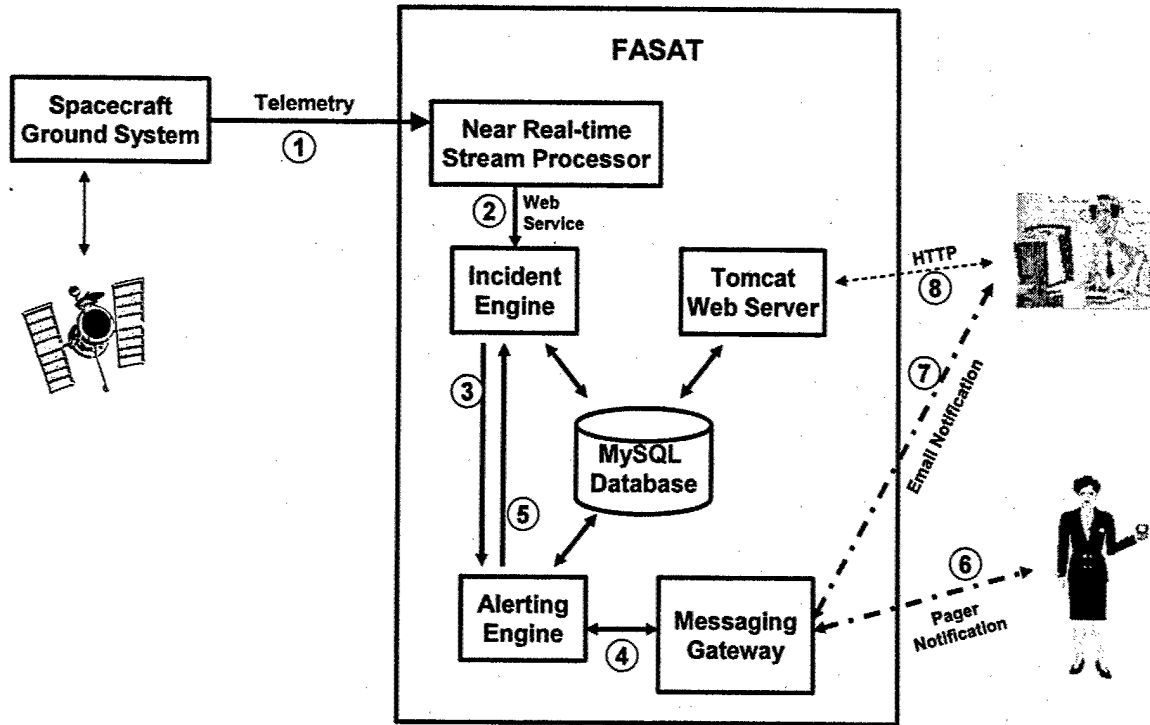 FASAT
Spacecraft
Ground System
Telemetry
1
Near Real-time
Stream Processor
2
Web
Service
Incident
Engine
Tomcat
Web Server
HTTP
8
3
7
MySQL
Database
Email Notification
5
6
Alerting
Engine
4
Messaging
Gateway
Pager
Notification